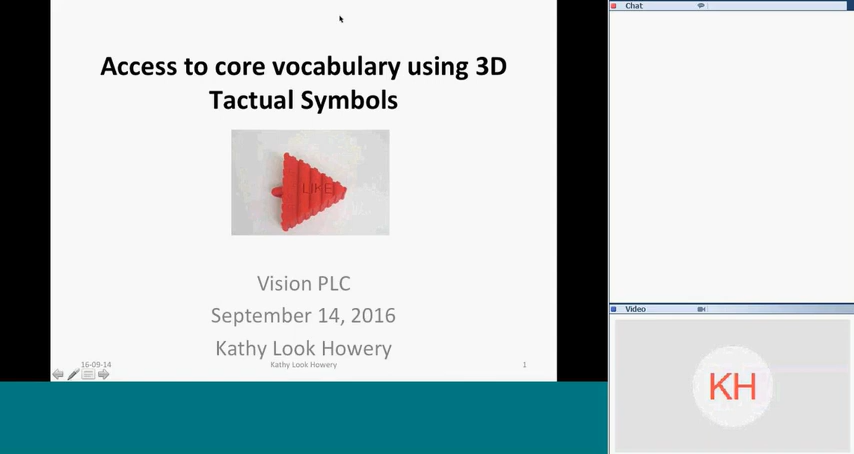 Access to core vocabulary using 3D
Tactual Symbols
LIKE
Vision PLC
September 14, 2016
Kathy Look Howery
16-09-14
Kathy Look Howery
1
Chat
Video
KH